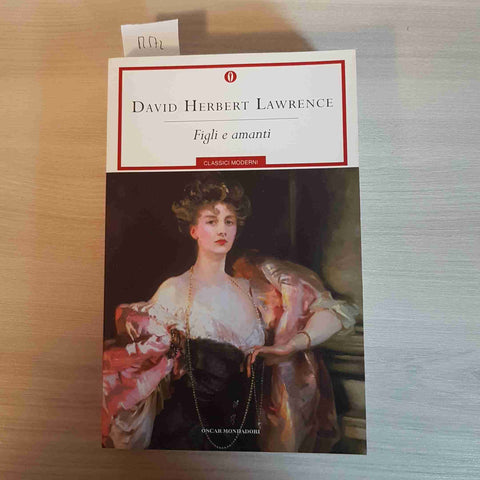 DAVID HERBERT LAWRENCE
Figli e amanti
CLASSICI MODERNI
OSCAR MONDADORI